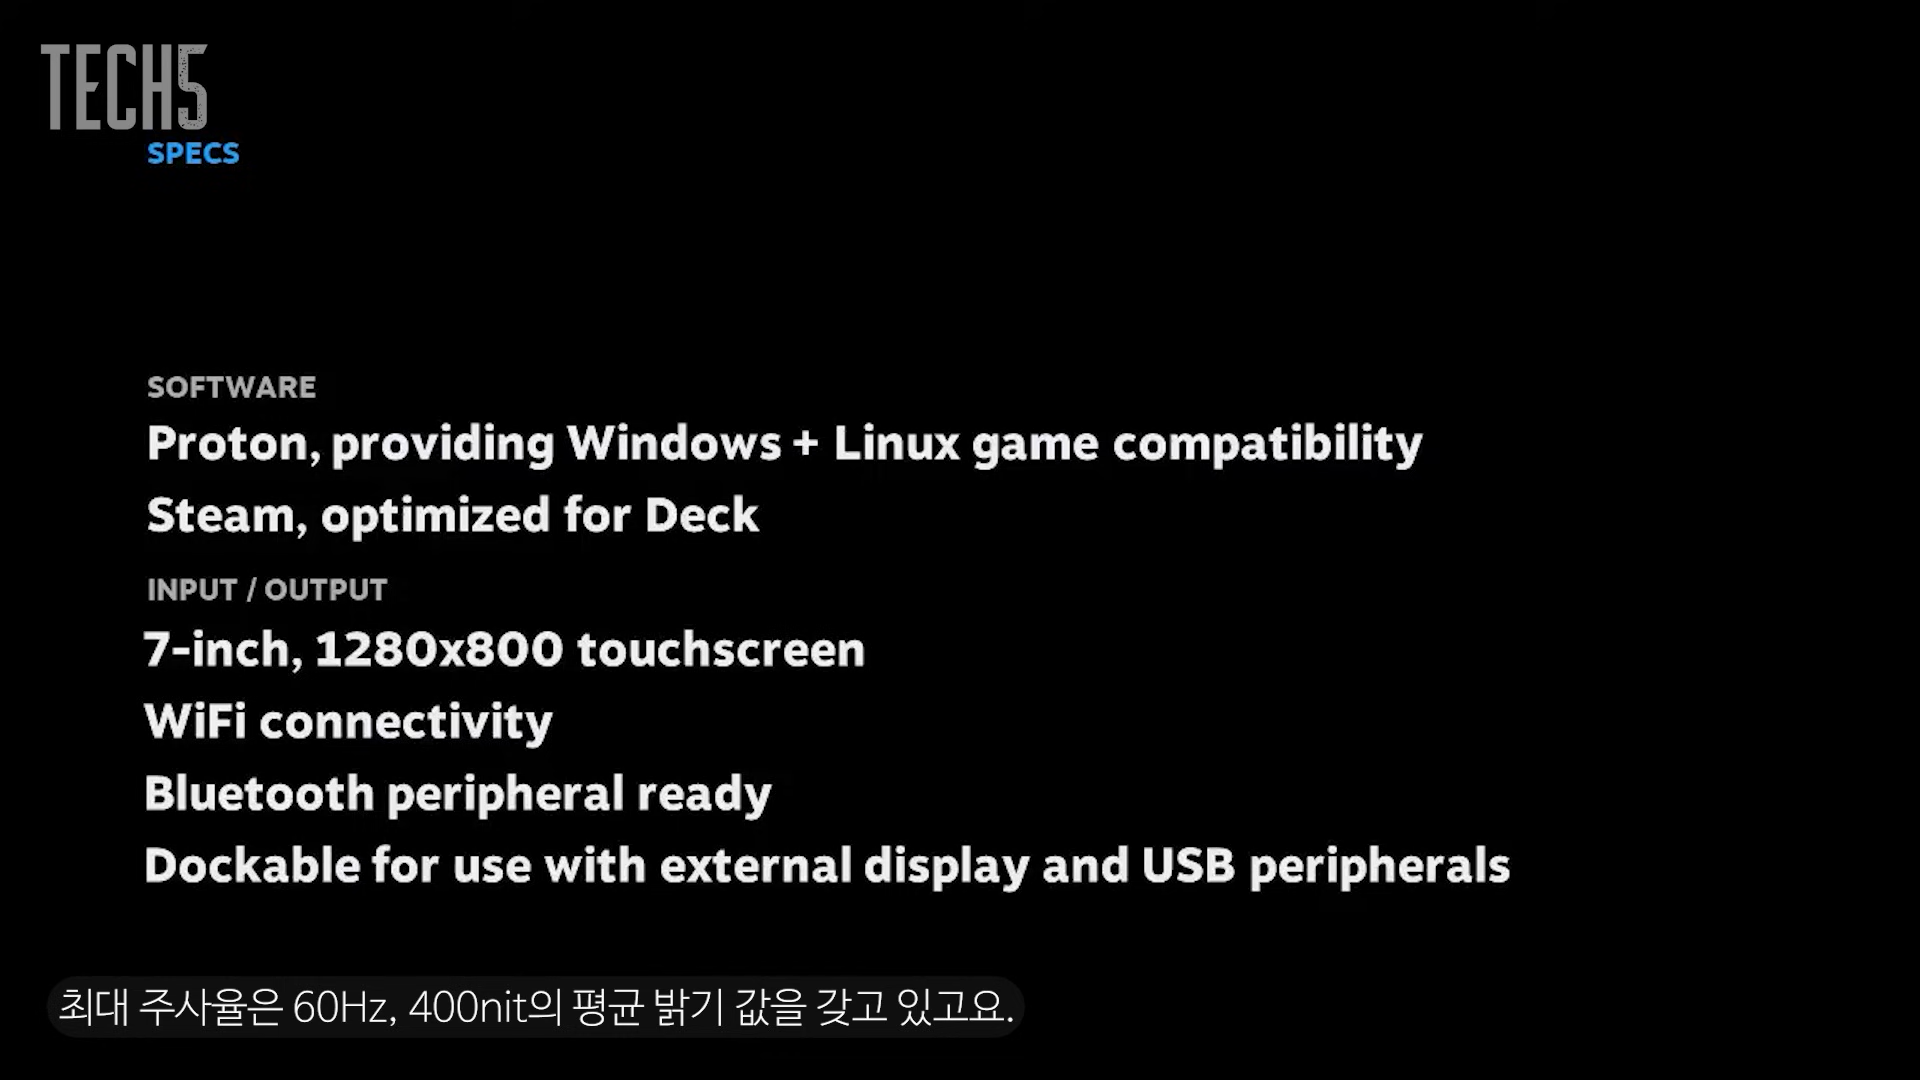 TECH5
SPECS
SOFTWARE
Proton, providing Windows + Linux game compatibility
Steam, optimized for Deck
INPUT / OUTPUT
7-inch, 1280x800 touchscreen
WiFi connectivity
Bluetooth peripheral ready
Dockable for use with external display and USB peripherals
최대 주사율은 60Hz, 400nit의 평균 밝기 값을 갖고 있고요.